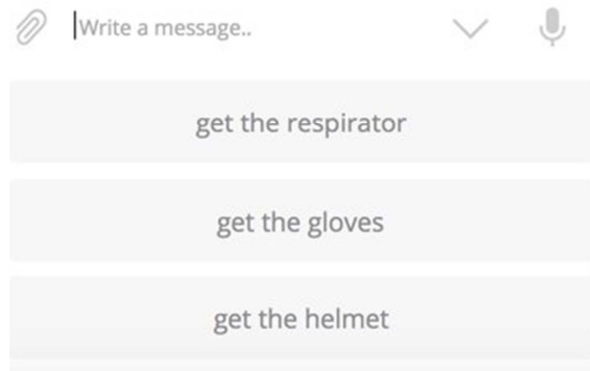 Write a message..
get the respirator
get the gloves
get the helmet